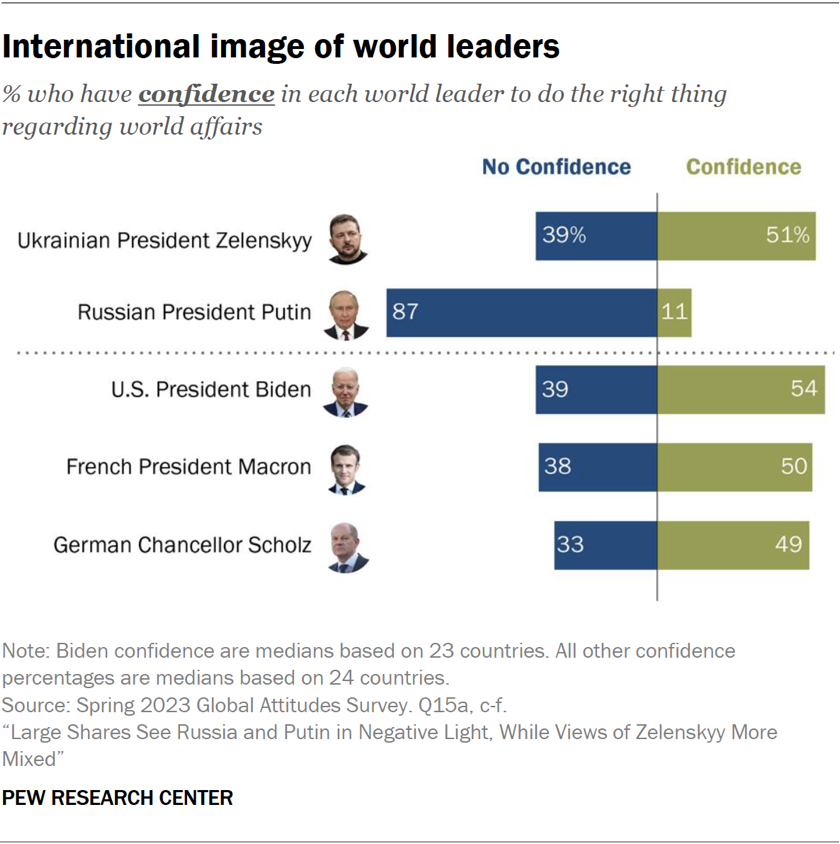 International image of world leaders
% who have confidence in each world leader to do the right thing
regarding world affairs
No Confidence Confidence
Ukrainian President Zelenskyy 39% 51%
Russian President Putin 87 11
U.S. President Biden 39 54
French President Macron 38 50
German Chancellor Scholz 33 49
Note: Biden confidence are medians based on 23 countries. All other confidence
percentages are medians based on 24 countries.
Source: Spring 2023 Global Attitudes Survey. Q15a, c-f.
“Large Shares See Russia and Putin in Negative Light, While Views of Zelenskyy More
Mixed”
PEW RESEARCH CENTER